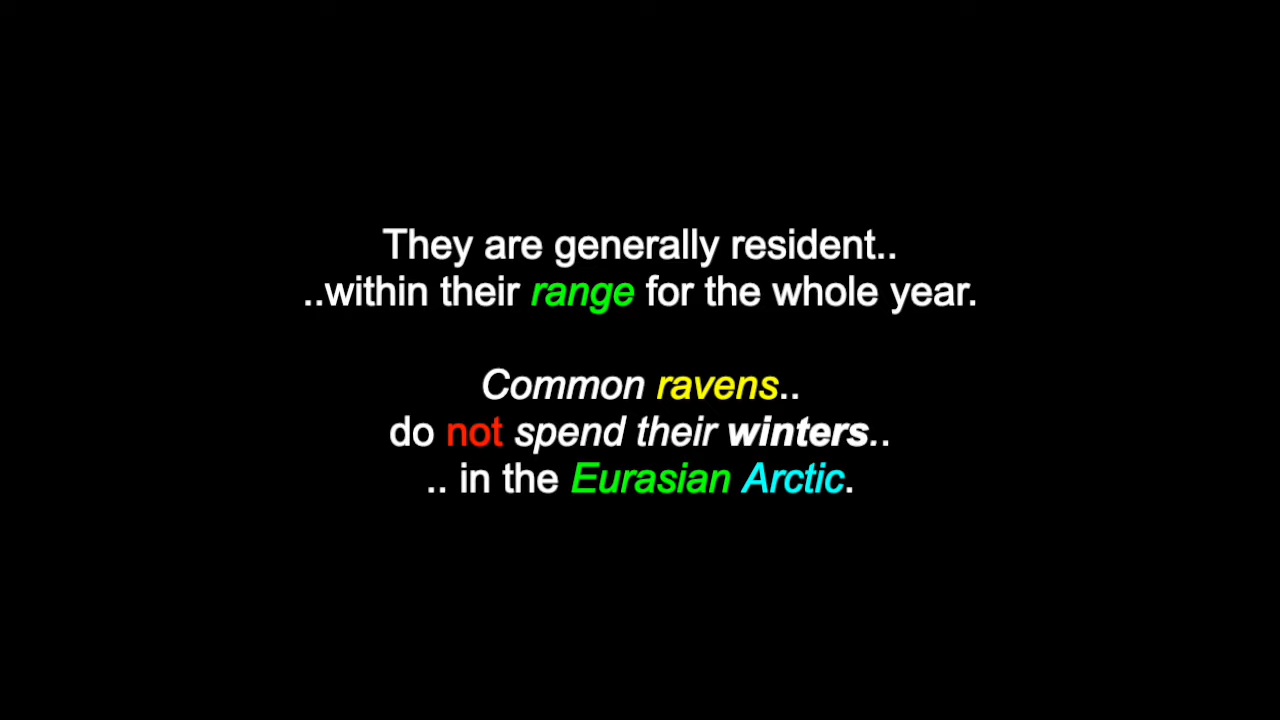 They are generally resident..
..within their range for the whole year.
Common ravens..
do not spend their winters..
.. in the Eurasian Arctic.